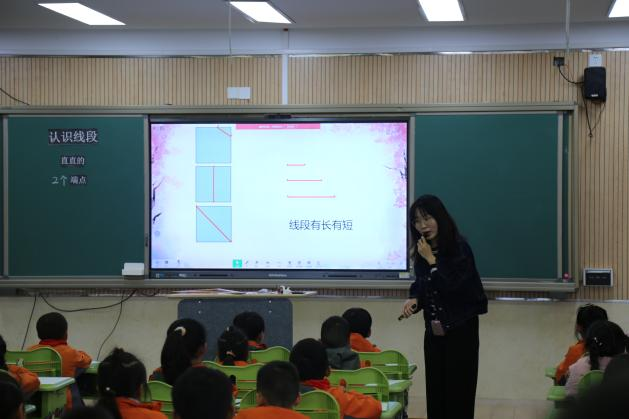 认识线段
直直的
2个 端点
线段有长有短